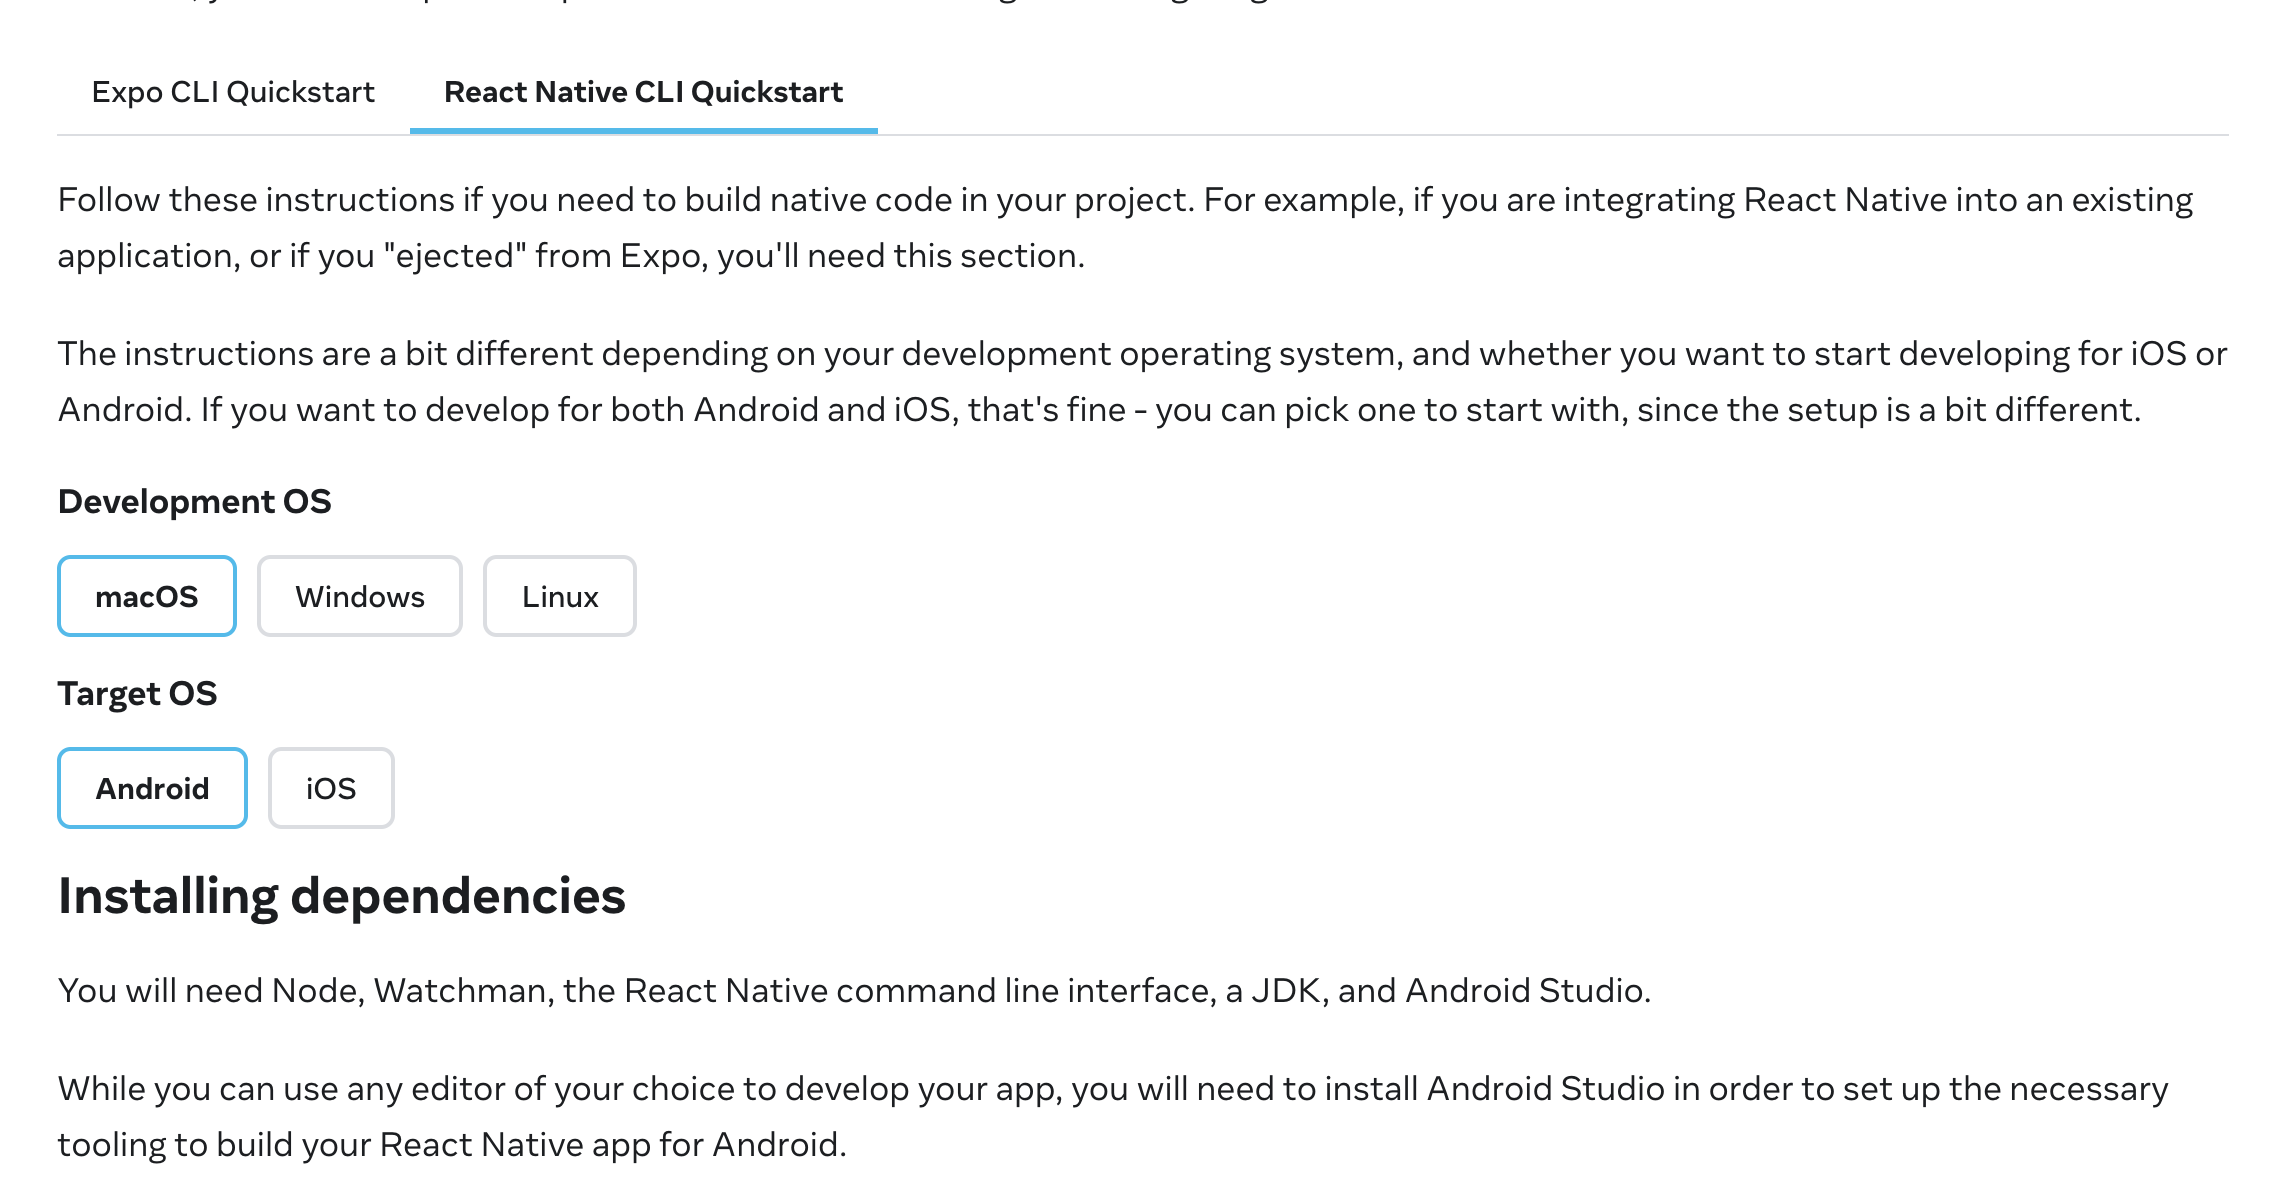 Expo CLI Quickstart React Native CLI Quickstart
Follow these instructions if you need to build native code in your project. For example, if you are integrating React Native into an existing
application, or if you "ejected" from Expo, you'll need this section.
The instructions are a bit different depending on your development operating system, and whether you want to start developing for iOS or
Android. If you want to develop for both Android and iOS, that's fine - you can pick one to start with, since the setup is a bit different.
Development OS
macOS Windows Linux
Target OS
Android iOS
Installing dependencies
You will need Node, Watchman, the React Native command line interface, a JDK, and Android Studio.
While you can use any editor of your choice to develop your app, you will need to install Android Studio in order to set up the necessary
tooling to build your React Native app for Android.